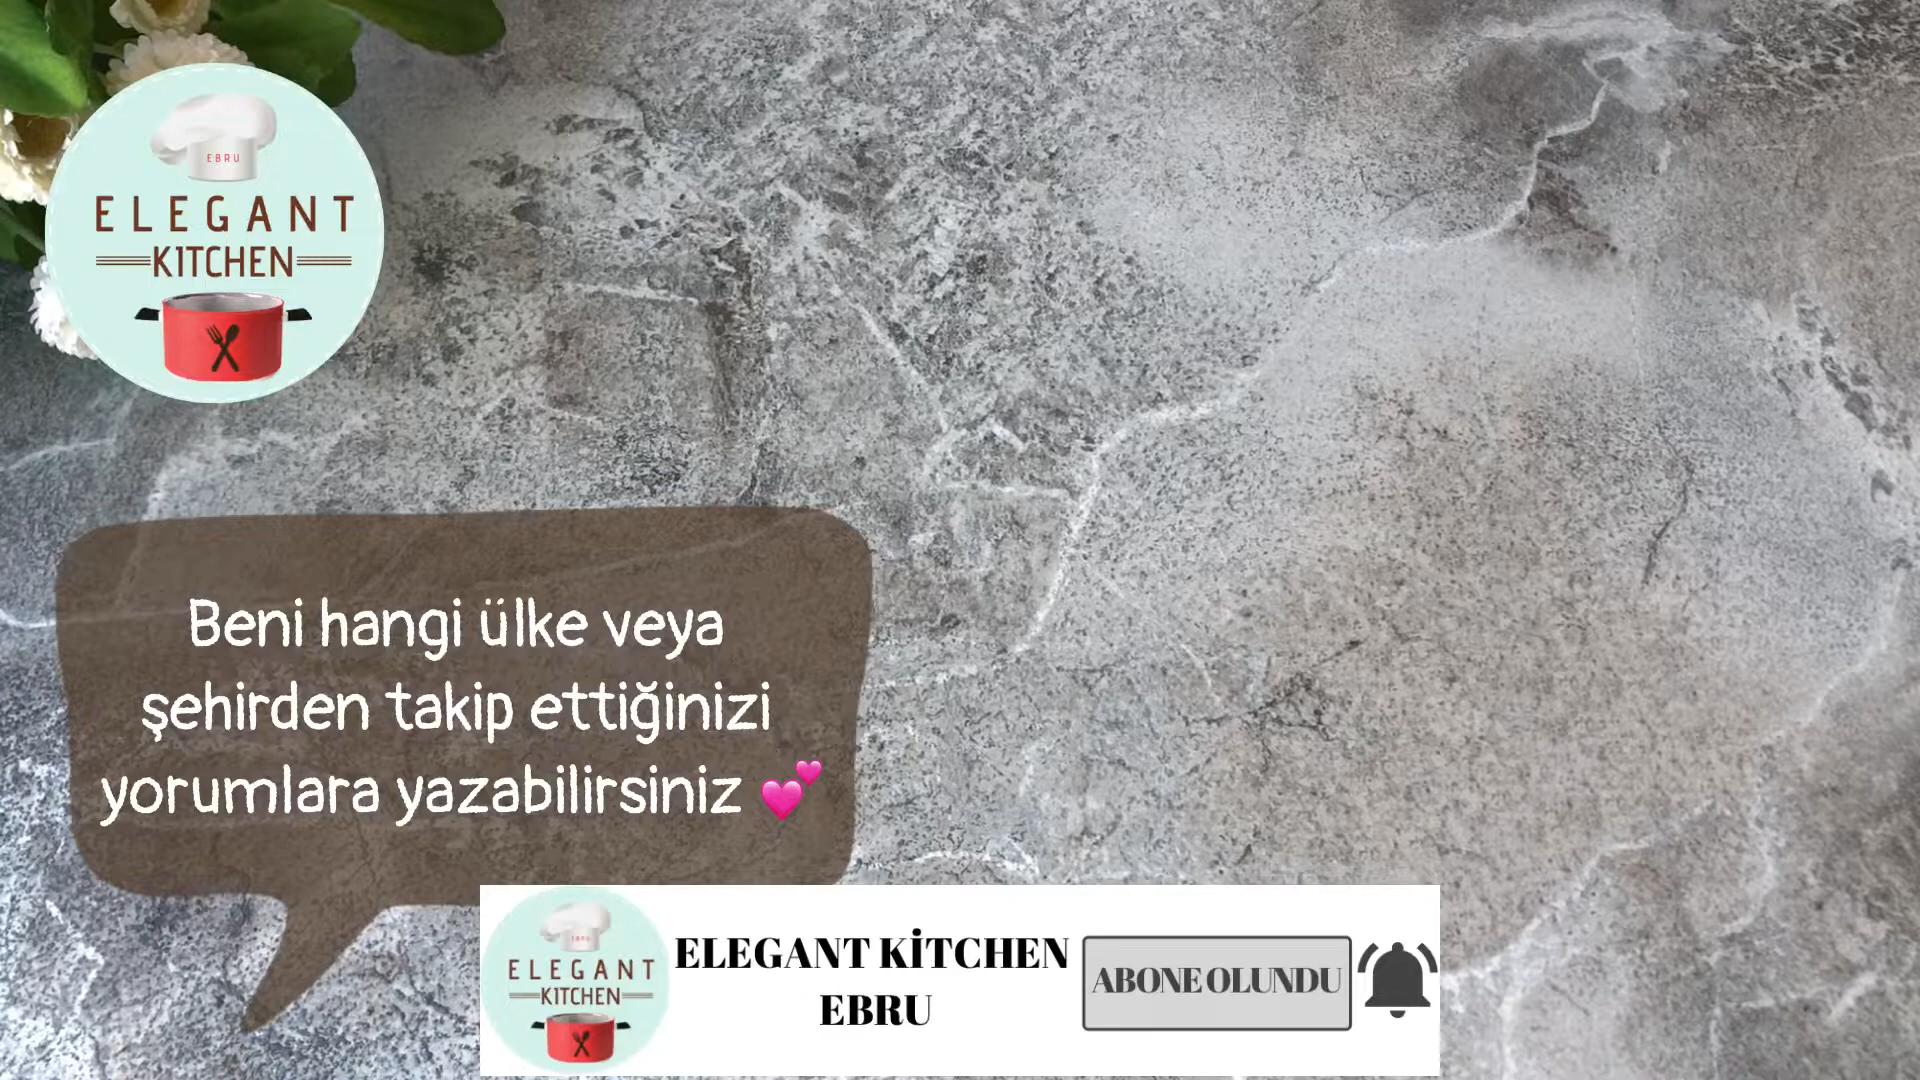 EBRU
ELEGANT
KITCHEN
Beni hangi ülke veya
şehirden takip ettiğinizi
yorumlara yazabilirsiniz 💕
EBRU
ELEGANT
KITCHEN
ELEGANT KİTCHEN
EBRU
ABONE OLUNDU